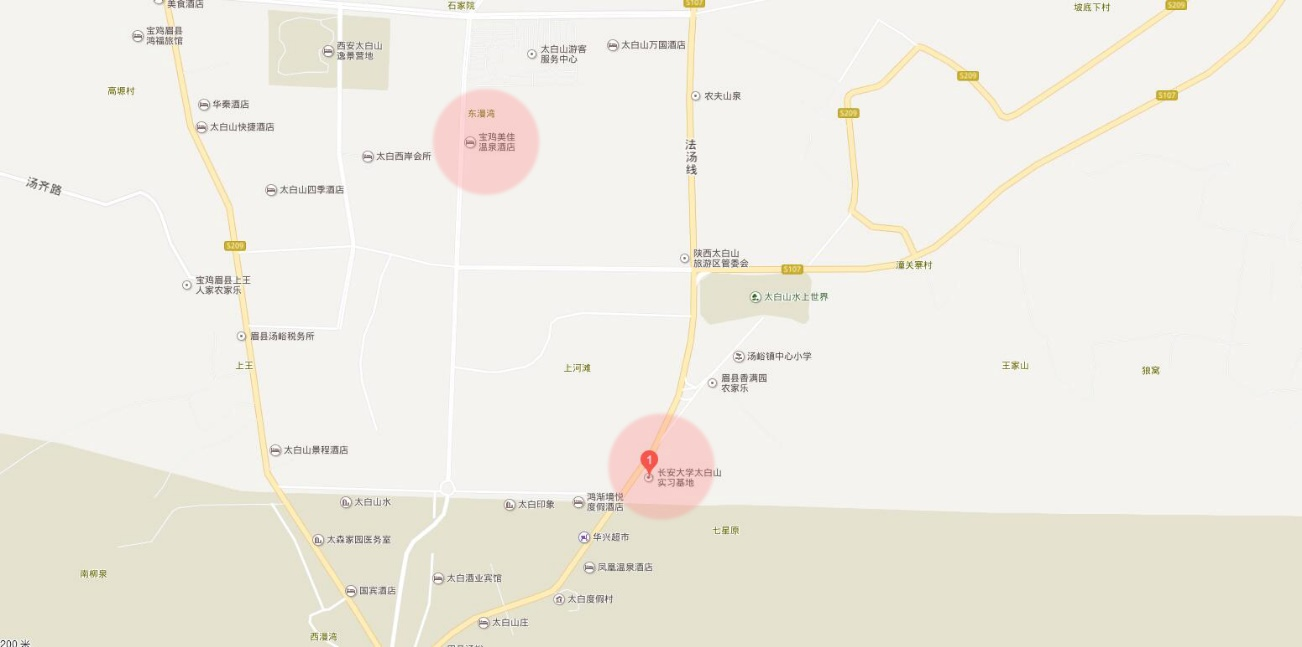 美食酒店
石家院
S107
坡底下村
S209
宝鸡眉县
鸿福旅馆
西安太白山
逸景营地
太白山游客
服务中心
太白山万国酒店
S209
高塬村
华秦酒店
农夫山泉
S107
东滩湾
S209
太白山快捷酒店
宝鸡美佳
温泉酒店
法汤线
太白西岸会所
汤齐路
太白山四季酒店
S209
陕西太白山
旅游区管委会
S107
潼关寨村
宝鸡眉县上王
人家农家乐
太白山水上世界
眉县汤峪税务所
汤峪镇中心小学
上王
上河滩
王家山
狼窝
眉县香满园
农家乐
太白山景程酒店
1
长安大学太白山
实习基地
太白山水
太白印象
鸿渐境悦
度假酒店
七星原
太森家园医务室
华兴超市
南柳泉
太白酒业宾馆
凤凰温泉酒店
国宾酒店
太白度假村
太白山庄
西滩湾
200 米